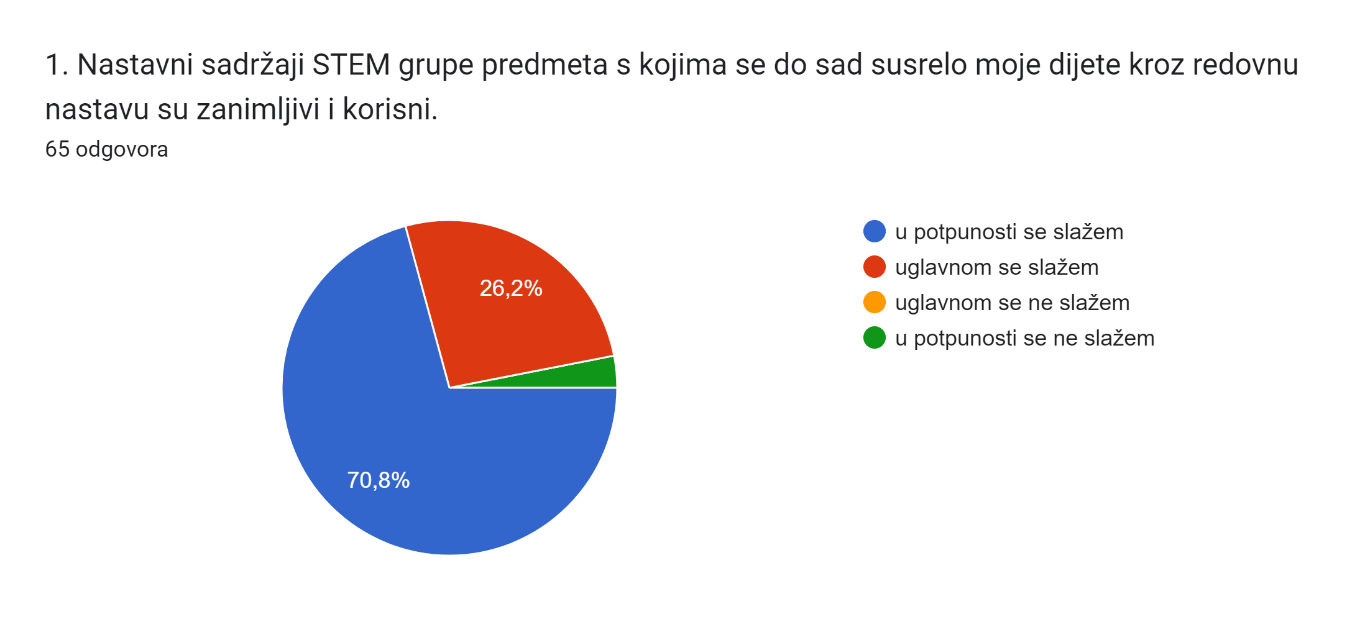 1. Nastavni sadržaji STEM grupe predmeta s kojima se do sad susrelo moje dijete kroz redovnu
nastavu su zanimljivi i korisni.
65 odgovora
26,2%
70,8%
u potpunosti se slažem
uglavnom se slažem
uglavnom se ne slažem
u potpunosti se ne slažem